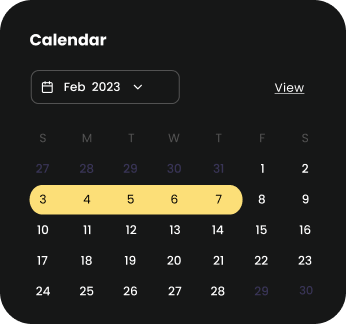 Calendar
Feb 2023
View
S M T W T F S
27 28 29 30 31 1 2
3 4 5 6 7 8 9
10 11 12 13 14 15 16
17 18 19 20 21 22 23
24 25 26 27 28 29 30